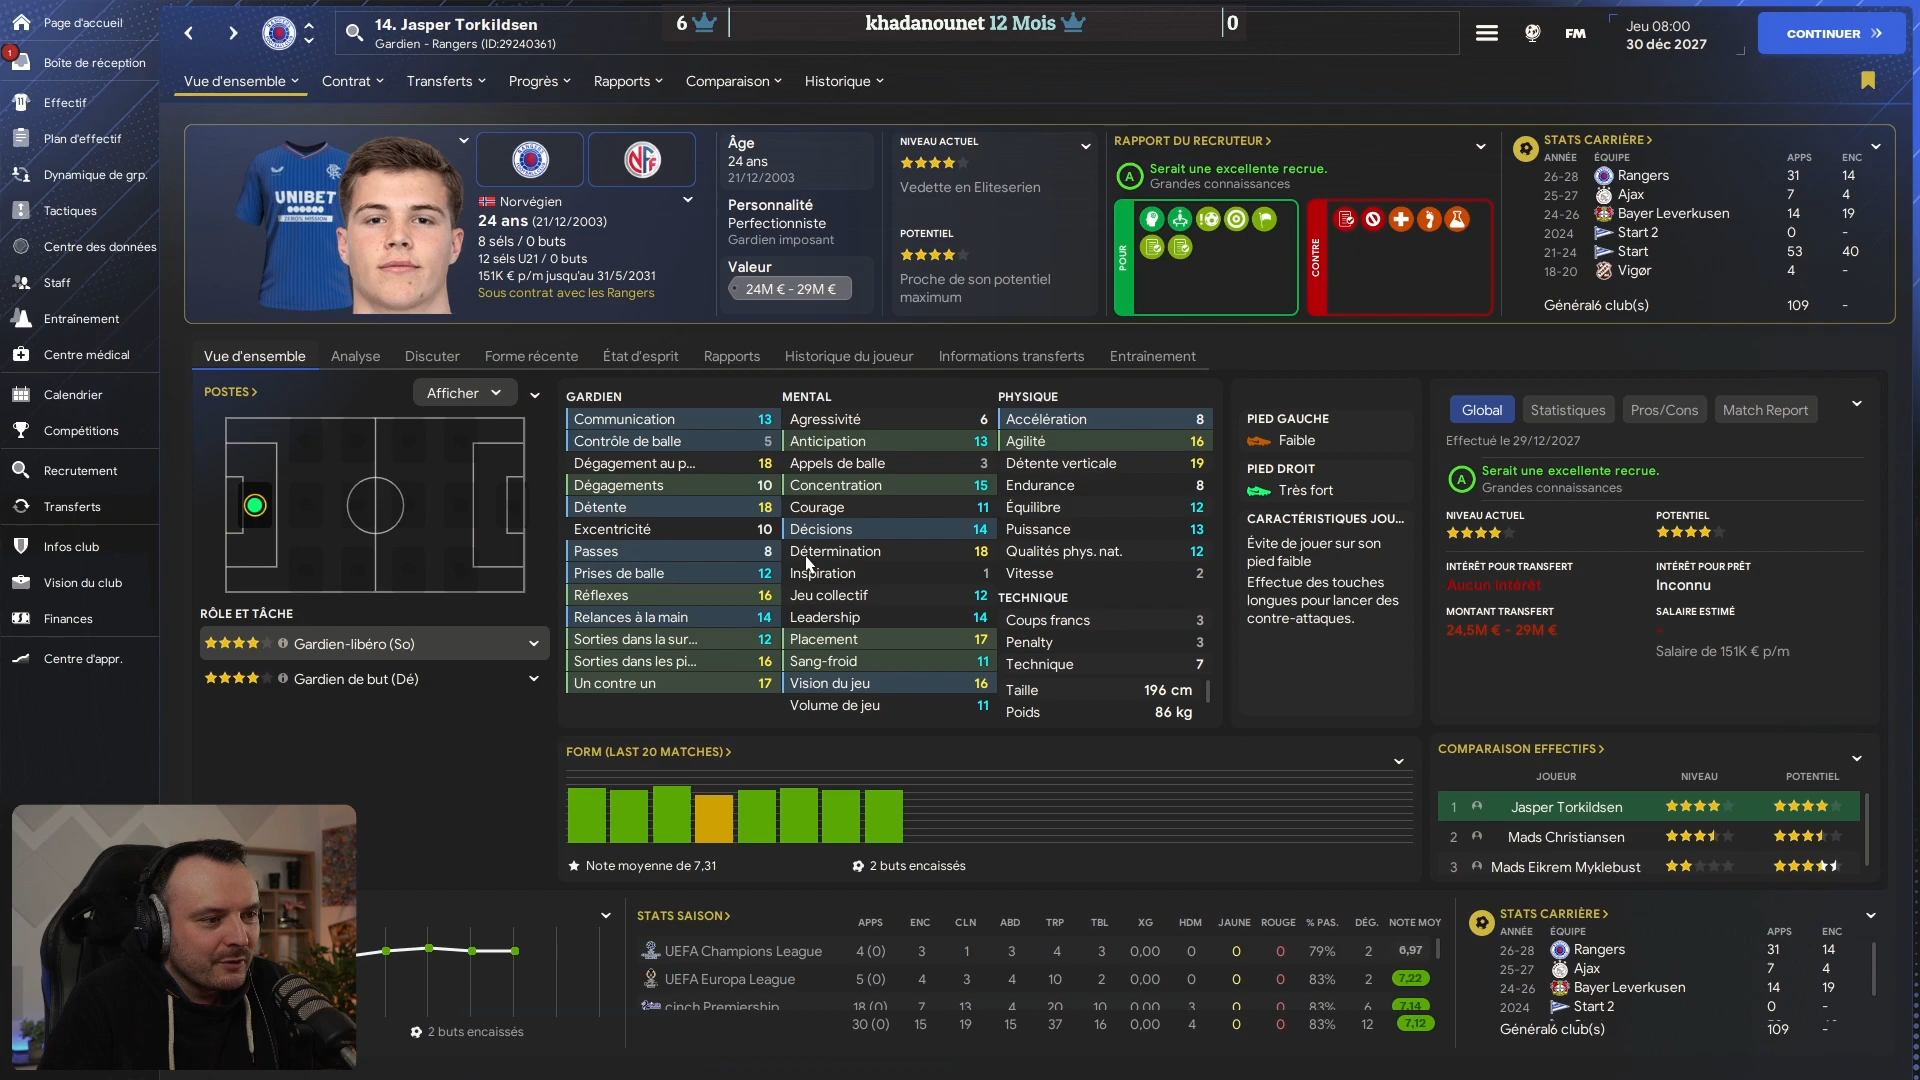 Page d'accueil
1
Boîte de réception
Effectif
Plan d'effectif
Dynamique de grp.
Tactiques
Centre des données
Staff
Entraînement
Centre médical
Calendrier
Compétitions
Recrutement
Transferts
Infos club
Vision du club
Finances
Centre d'appr.
14. Jasper Torkildsen
Gardien - Rangers (ID:29240361)
6 khadanounet 12 Mois 0
FM
Jeu 08:00
30 déc 2027
CONTINUER
Vue d'ensemble Contrat Transferts Progrès Rapports Comparaison Historique
UNIBET
Norvégien
24 ans (21/12/2003)
8 séls / 0 buts
12 séls U21 / 0 buts
151K € p/m jusqu'au 31/5/2031
Sous contrat avec les Rangers
Âge
24 ans
21/12/2003
Personnalité
Perfectionniste
Gardien imposant
Valeur
24M € - 29M €
NIVEAU ACTUEL
Vedette en Eliteserien
POTENTIEL
Proche de son potentiel
maximum
RAPPORT DU RECRUTEUR
A Serait une excellente recrue.
Grandes connaissances
POUR
CONTRE
STATS CARRIÈRE
ANNÉE ÉQUIPE APPS ENC
26-28 Rangers 31 14
25-27 Ajax 7 4
24-26 Bayer Leverkusen 14 19
2024 Start 2 0 -
21-24 Start 53 40
18-20 Vigør 4 -
Général 6 club(s) 109 -
Vue d'ensemble Analyse Discuter Forme récente État d'esprit Rapports Historique du joueur Informations transferts Entraînement
POSTES
Afficher
RÔLE ET TÂCHE
Gardien-libéro (So)
Gardien de but (Dé)
GARDIEN
Communication 13
Contrôle de balle 5
Dégagement au p... 18
Dégagements 10
Détente 18
Excentricité 10
Passes 8
Prises de balle 12
Réflexes 16
Relances à la main 14
Sorties dans la sur... 12
Sorties dans les pi... 16
Un contre un 17
MENTAL
Agressivité 6
Anticipation 13
Appels de balle 3
Concentration 15
Courage 11
Décisions 14
Détermination 18
Inspiration 1
Jeu collectif 12
Leadership 14
Placement 17
Sang-froid 11
Vision du jeu 16
Volume de jeu 11
PHYSIQUE
Accélération 8
Agilité 16
Détente verticale 19
Endurance 8
Équilibre 12
Puissance 13
Qualités phys. nat. 12
Vitesse 2
TECHNIQUE
Coups francs 3
Penalty 3
Technique 7
Taille 196 cm
Poids 86 kg
PIED GAUCHE
Faible
PIED DROIT
Très fort
CARACTÉRISTIQUES JOU...
Évite de jouer sur son
pied faible
Effectue des touches
longues pour lancer des
contre-attaques.
Global Statistiques Pros/Cons Match Report
Effectué le 29/12/2027
A Serait une excellente recrue.
Grandes connaissances
NIVEAU ACTUEL POTENTIEL
INTÉRÊT POUR TRANSFERT INTÉRÊT POUR PRÊT
Aucun intérêt Inconnu
MONTANT TRANSFERT SALAIRE ESTIMÉ
24,5M € - 29M € -
Salaire de 151K € p/m
FORM (LAST 20 MATCHES)
Note moyenne de 7,31
2 buts encaissés
COMPARAISON EFFECTIFS
JOUEUR NIVEAU POTENTIEL
1 Jasper Torkildsen
2 Mads Christiansen
3 Mads Eikrem Myklebust
2 buts encaissés
STATS SAISON
APPS ENC CLN ABD TRP TBL XG HDM JAUNE ROUGE % PAS. DÉG. NOTE MOY
UEFA Champions League 4 (0) 3 1 3 4 3 0,00 0 0 0 79% 2 6,97
UEFA Europa League 5 (0) 4 3 4 10 2 0,00 0 0 0 83% 2 7,22
cinch Premiership 18 (0) 7 13 4 20 10 0,00 3 0 0 83% 6 7,14
30 (0) 15 19 15 37 16 0,00 4 0 0 83% 12 7,12
STATS CARRIÈRE
ANNÉE ÉQUIPE APPS ENC
26-28 Rangers 31 14
25-27 Ajax 7 4
24-26 Bayer Leverkusen 14 19
2024 Start 2 0 -
Général 6 club(s) 109 -